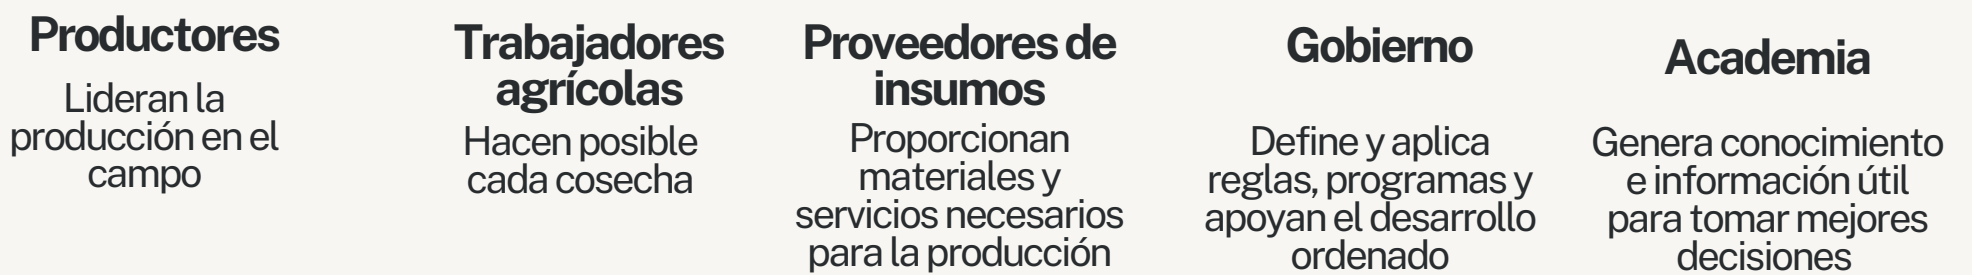 Productores
Lideran la
producción en el
campo
Trabajadores
agrícolas
Hacen posible
cada cosecha
Proveedores de
insumos
Proporcionan
materiales y
servicios necesarios
para la producción
Gobierno
Define y aplica
reglas, programas y
apoyan el desarrollo
ordenado
Academia
Genera conocimiento
e información útil
para tomar mejores
decisiones